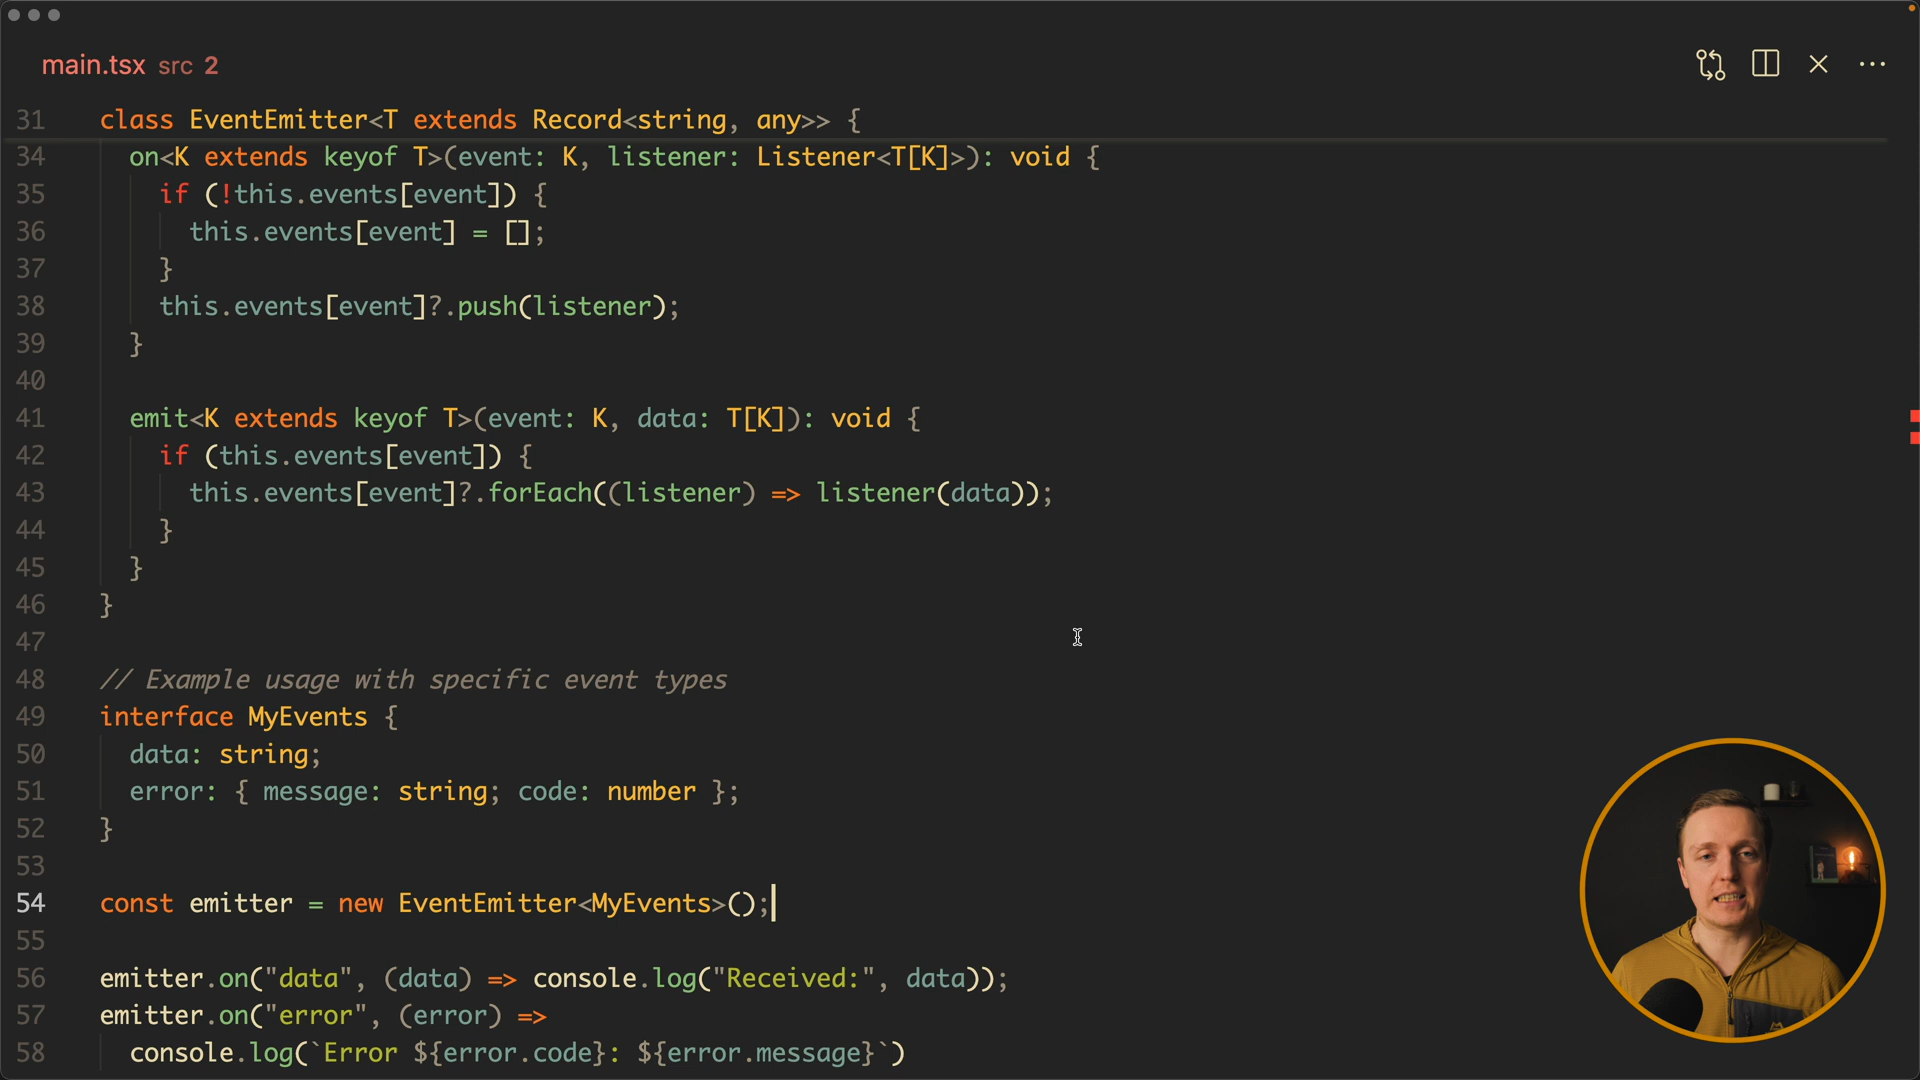 main.tsx src 2
31 class EventEmitter<T extends Record<string, any>> {
34 on<K extends keyof T>(event: K, listener: Listener<T[K]>): void {
35 if (!this.events[event]) {
36 this.events[event] = [];
37 }
38 this.events[event]?.push(listener);
39 }
40
41 emit<K extends keyof T>(event: K, data: T[K]): void {
42 if (this.events[event]) {
43 this.events[event]?.forEach((listener) => listener(data));
44 }
45 }
46 }
47
48 // Example usage with specific event types
49 interface MyEvents {
50 data: string;
51 error: { message: string; code: number };
52 }
53
54 const emitter = new EventEmitter<MyEvents>();
55
56 emitter.on("data", (data) => console.log("Received:", data));
57 emitter.on("error", (error) =>
58 console.log(`Error ${error.code}: ${error.message}`)